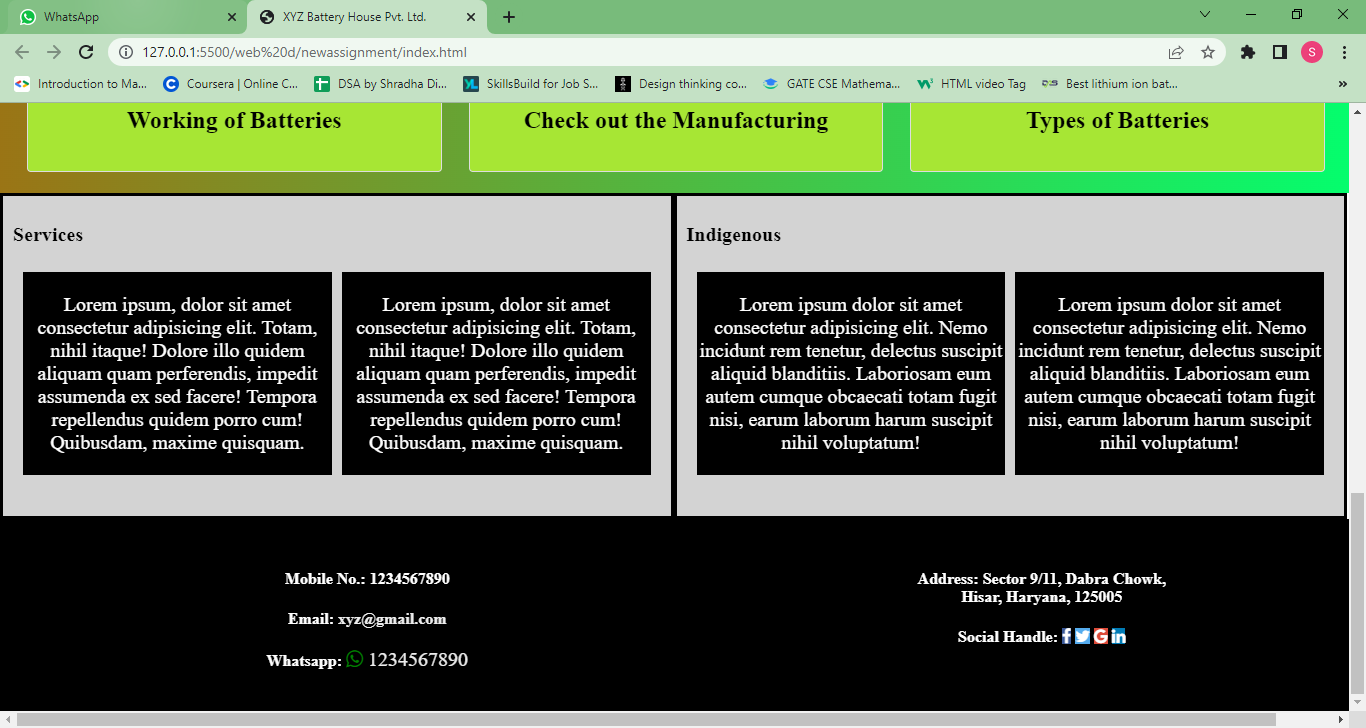 WhatsApp
XYZ Battery House Pvt. Ltd.
127.0.0.1:5500/web%20d/newassignment/index.html
S
Introduction to Ma...
Coursera | Online C...
DSA by Shradha Di...
SkillsBuild for Job S...
Design thinking co...
GATE CSE Mathema...
HTML video Tag
Best lithium ion bat...
»
Working of Batteries
Check out the Manufacturing
Types of Batteries
Services
Lorem ipsum, dolor sit amet
consectetur adipisicing elit. Totam,
nihil itaque! Dolore illo quidem
aliquam quam perferendis, impedit
assumenda ex sed facere! Tempora
repellendus quidem porro cum!
Quibusdam, maxime quisquam.
Lorem ipsum, dolor sit amet
consectetur adipisicing elit. Totam,
nihil itaque! Dolore illo quidem
aliquam quam perferendis, impedit
assumenda ex sed facere! Tempora
repellendus quidem porro cum!
Quibusdam, maxime quisquam.
Indigenous
Lorem ipsum dolor sit amet
consectetur adipisicing elit. Nemo
incidunt rem tenetur, delectus suscipit
aliquid blanditiis. Laboriosam eum
autem cumque obcaecati totam fugit
nisi, earum laborum harum suscipit
nihil voluptatum!
Lorem ipsum dolor sit amet
consectetur adipisicing elit. Nemo
incidunt rem tenetur, delectus suscipit
aliquid blanditiis. Laboriosam eum
autem cumque obcaecati totam fugit
nisi, earum laborum harum suscipit
nihil voluptatum!
Mobile No.: 1234567890
Email: xyz@gmail.com
Whatsapp: 1234567890
Address: Sector 9/11, Dabra Chowk,
Hisar, Haryana, 125005
Social Handle: